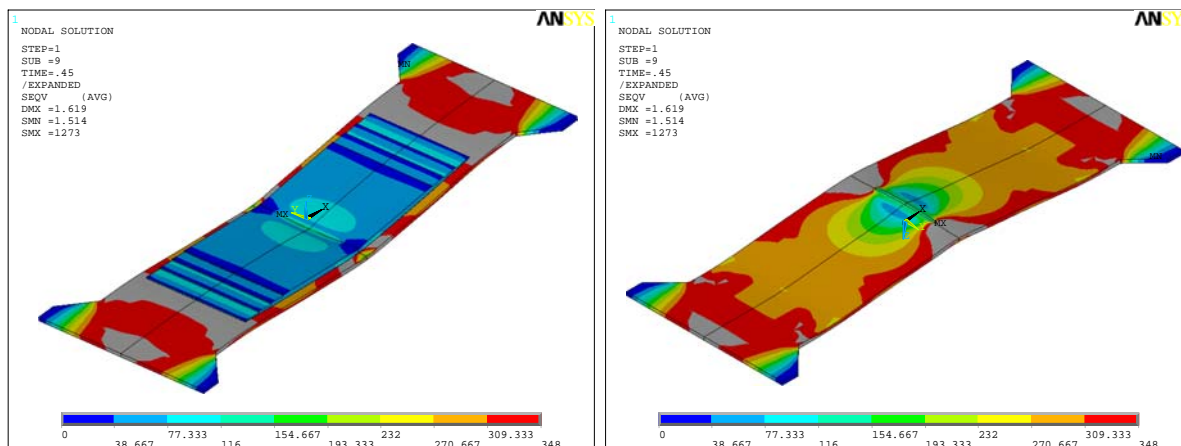 1
ANSYS
NODAL SOLUTION
STEP=1
SUB =9
TIME=.45
/EXPANDED
SEQV (AVG)
DMX =1.619
SMN =1.514
SMX =1273
MN
MX
Y
X
0 77.333 154.667 232 309.333
38.667 116 193.333 270.667 348
1
ANSYS
NODAL SOLUTION
STEP=1
SUB =9
TIME=.45
/EXPANDED
SEQV (AVG)
DMX =1.619
SMN =1.514
SMX =1273
MN
X
MX
0 77.333 154.667 232 309.333
38.667 116 193.333 270.667 348